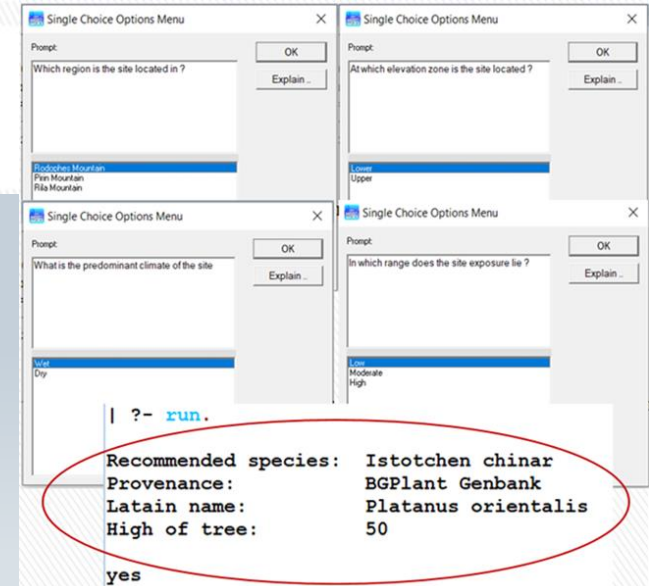 Single Choice Options Menu
Prompt:
Which region is the site located in ?
OK
Explain ..
Rodophes Mountain
Pirin Mountain
Rila Mountain
Single Choice Options Menu
Prompt:
At which elevation zone is the site located ?
OK
Explain ..
Lower
Upper
Single Choice Options Menu
Prompt:
What is the predominant climate of the site
OK
Explain ..
Wet
Dry
Single Choice Options Menu
Prompt:
In which range does the site exposure lie ?
OK
Explain ..
Low
Moderate
High
| ?- run.
Recommended species: Istotchen chinar
Provenance: BGPlant Genbank
Latain name: Platanus orientalis
High of tree: 50
yes